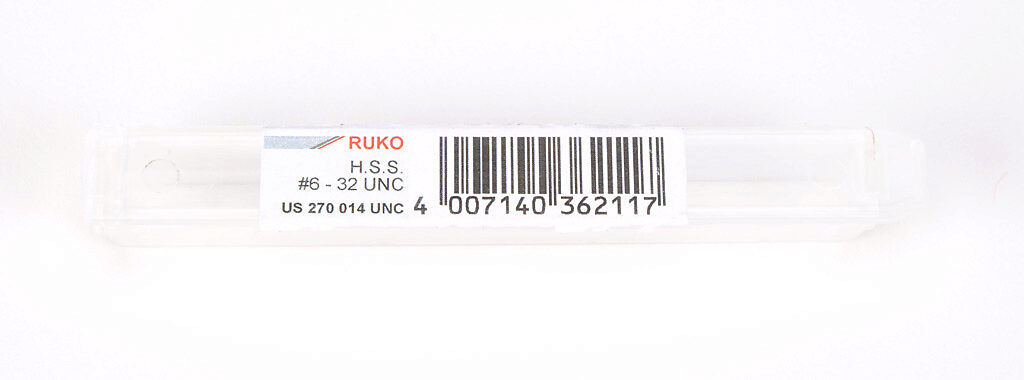 RUKO
H.S.S.
#6 - 32 UNC
US 270 014 UNC
4 007140 362117